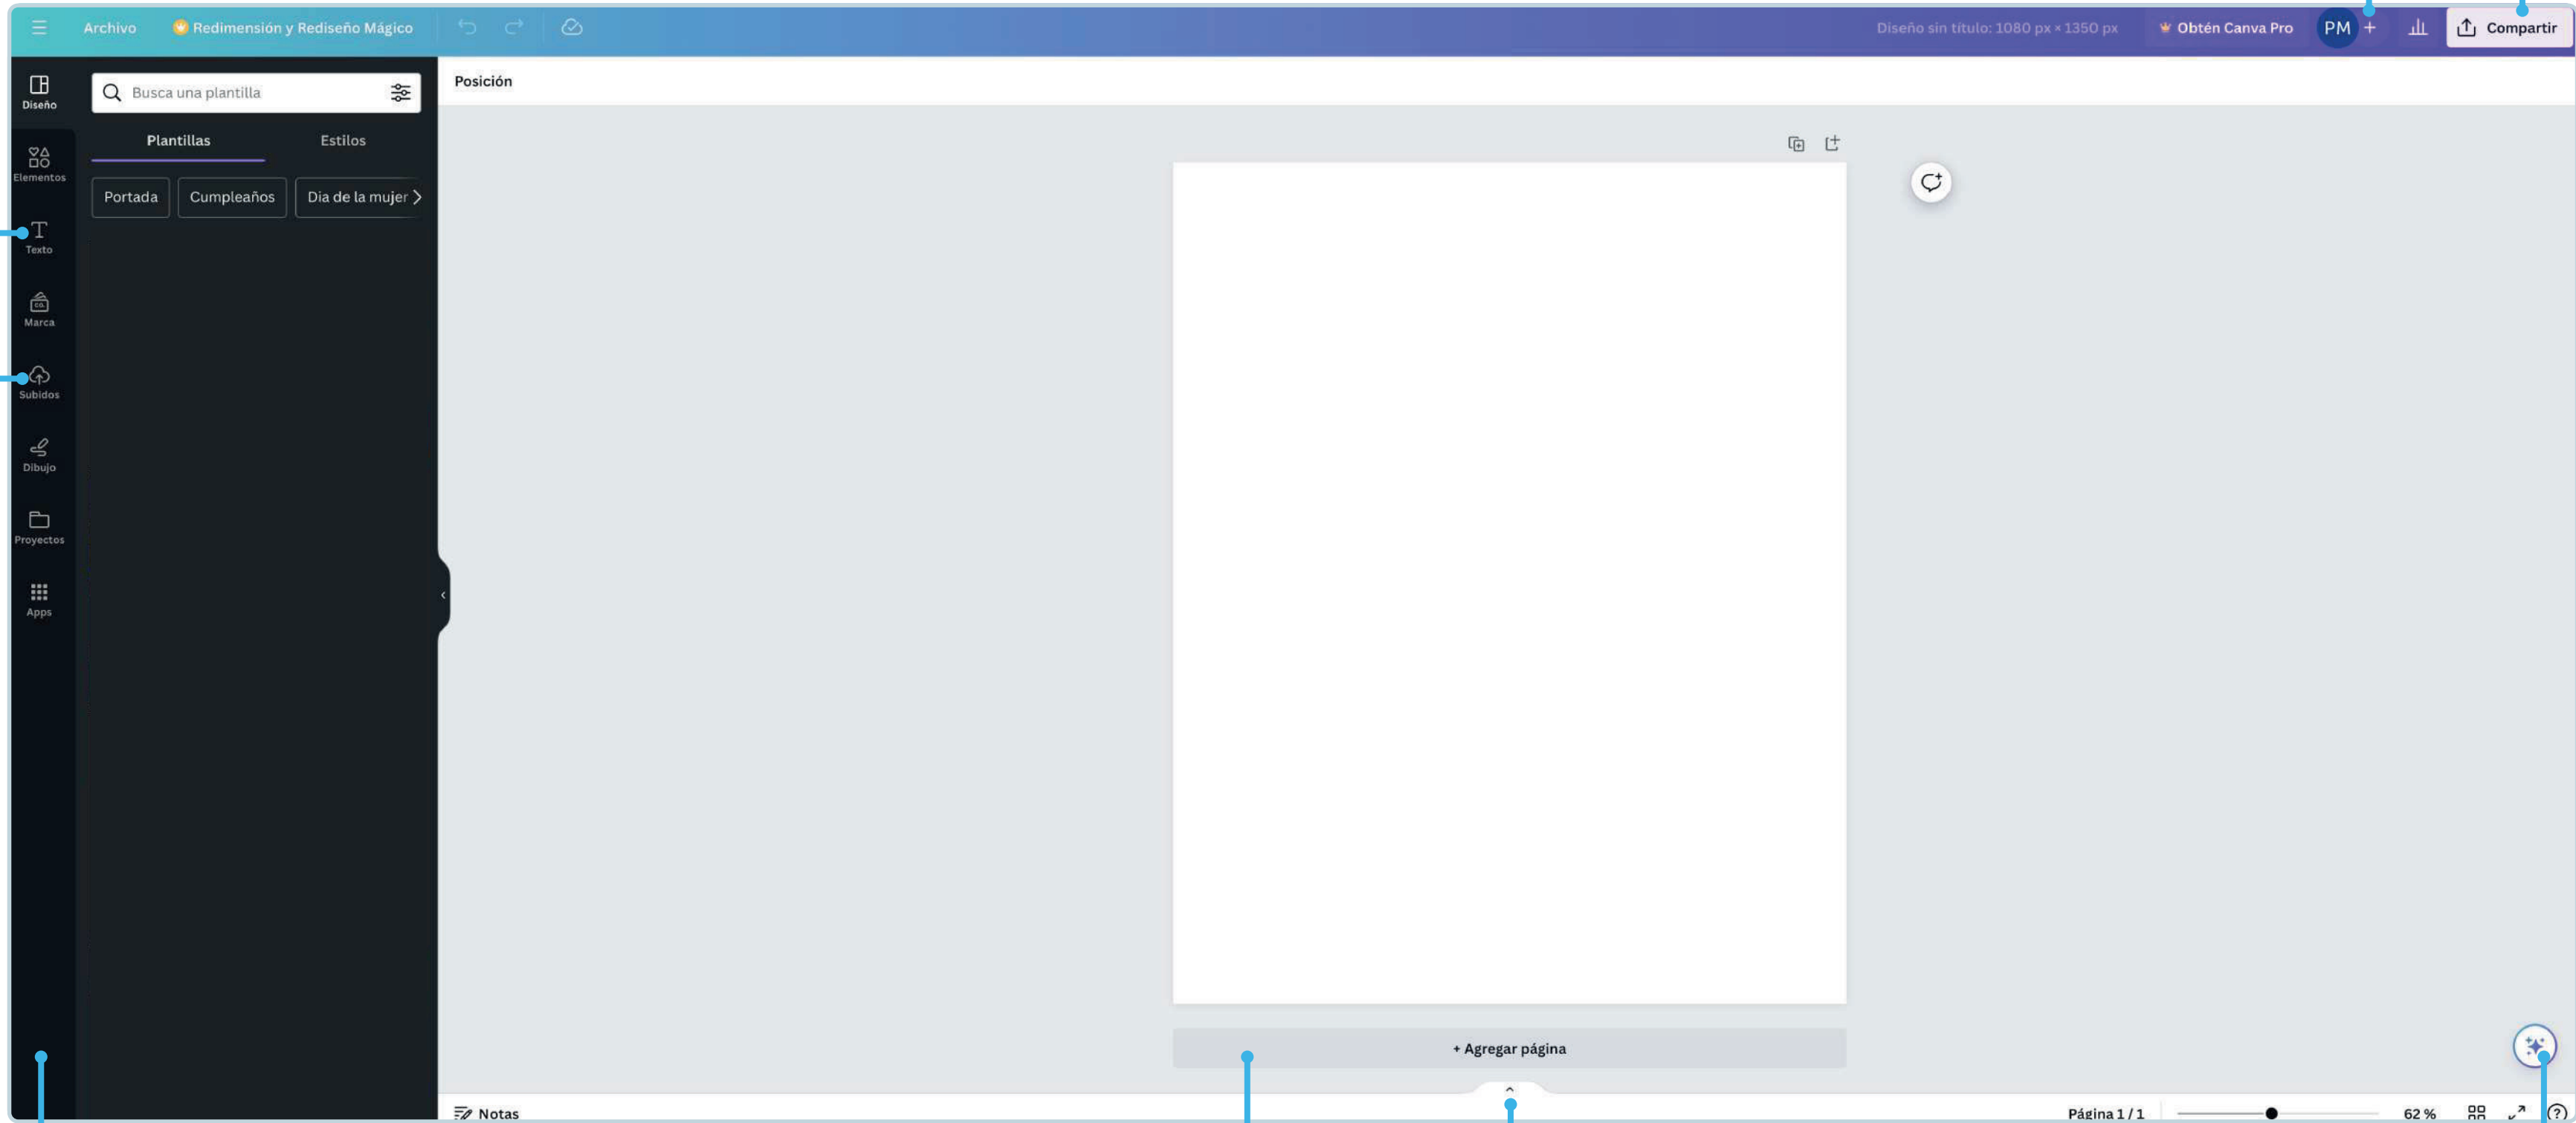 Archivo Redimensión y Rediseño Mágico Diseño sin título: 1080 px × 1350 px Obtén Canva Pro PM + Compartir
Diseño
Elementos
Texto
Marca
CO.
Subidos
Dibujo
Proyectos
Apps
Busca una plantilla
Plantillas Estilos
Portada Cumpleaños Dia de la mujer
Posición
+ Agregar página
Notas Página 1 / 1 62 %